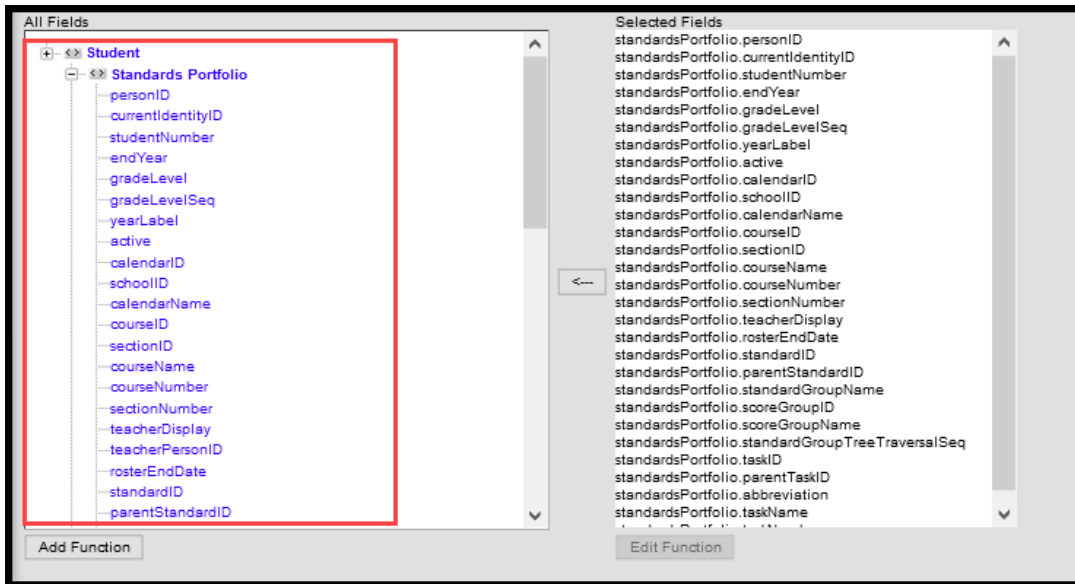 All Fields
Student
Standards Portfolio
personID
currentIdentityID
studentNumber
endYear
gradeLevel
gradeLevelSeq
yearLabel
active
calendarID
schoolID
calendarName
courseID
sectionID
courseName
courseNumber
sectionNumber
teacherDisplay
teacherPersonID
rosterEndDate
standardID
parentStandardID
Add Function
<---
Selected Fields
standardsPortfolio.personID
standardsPortfolio.currentIdentityID
standardsPortfolio.studentNumber
standardsPortfolio.endYear
standardsPortfolio.gradeLevel
standardsPortfolio.gradeLevelSeq
standardsPortfolio.yearLabel
standardsPortfolio.active
standardsPortfolio.calendarID
standardsPortfolio.schoolID
standardsPortfolio.calendarName
standardsPortfolio.courseID
standardsPortfolio.sectionID
standardsPortfolio.courseName
standardsPortfolio.courseNumber
standardsPortfolio.sectionNumber
standardsPortfolio.teacherDisplay
standardsPortfolio.rosterEndDate
standardsPortfolio.standardID
standardsPortfolio.parentStandardID
standardsPortfolio.standardGroupName
standardsPortfolio.scoreGroupID
standardsPortfolio.scoreGroupName
standardsPortfolio.standardGroupTreeTraversalSeq
standardsPortfolio.taskID
standardsPortfolio.parentTaskID
standardsPortfolio.abbreviation
standardsPortfolio.taskName
Edit Function